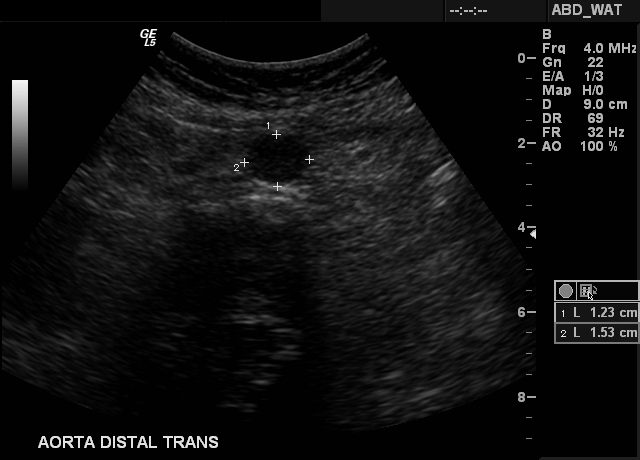 --:--:--
ABD_WAT
GE
L5
B
Frq 4.0 MHz
Gn 22
E/A 1/3
Map H/0
D 9.0 cm
DR 69
FR 32 Hz
AO 100 %
0
2
4
6
8
1
2
1 L 1.23 cm
2 L 1.53 cm
AORTA DISTAL TRANS